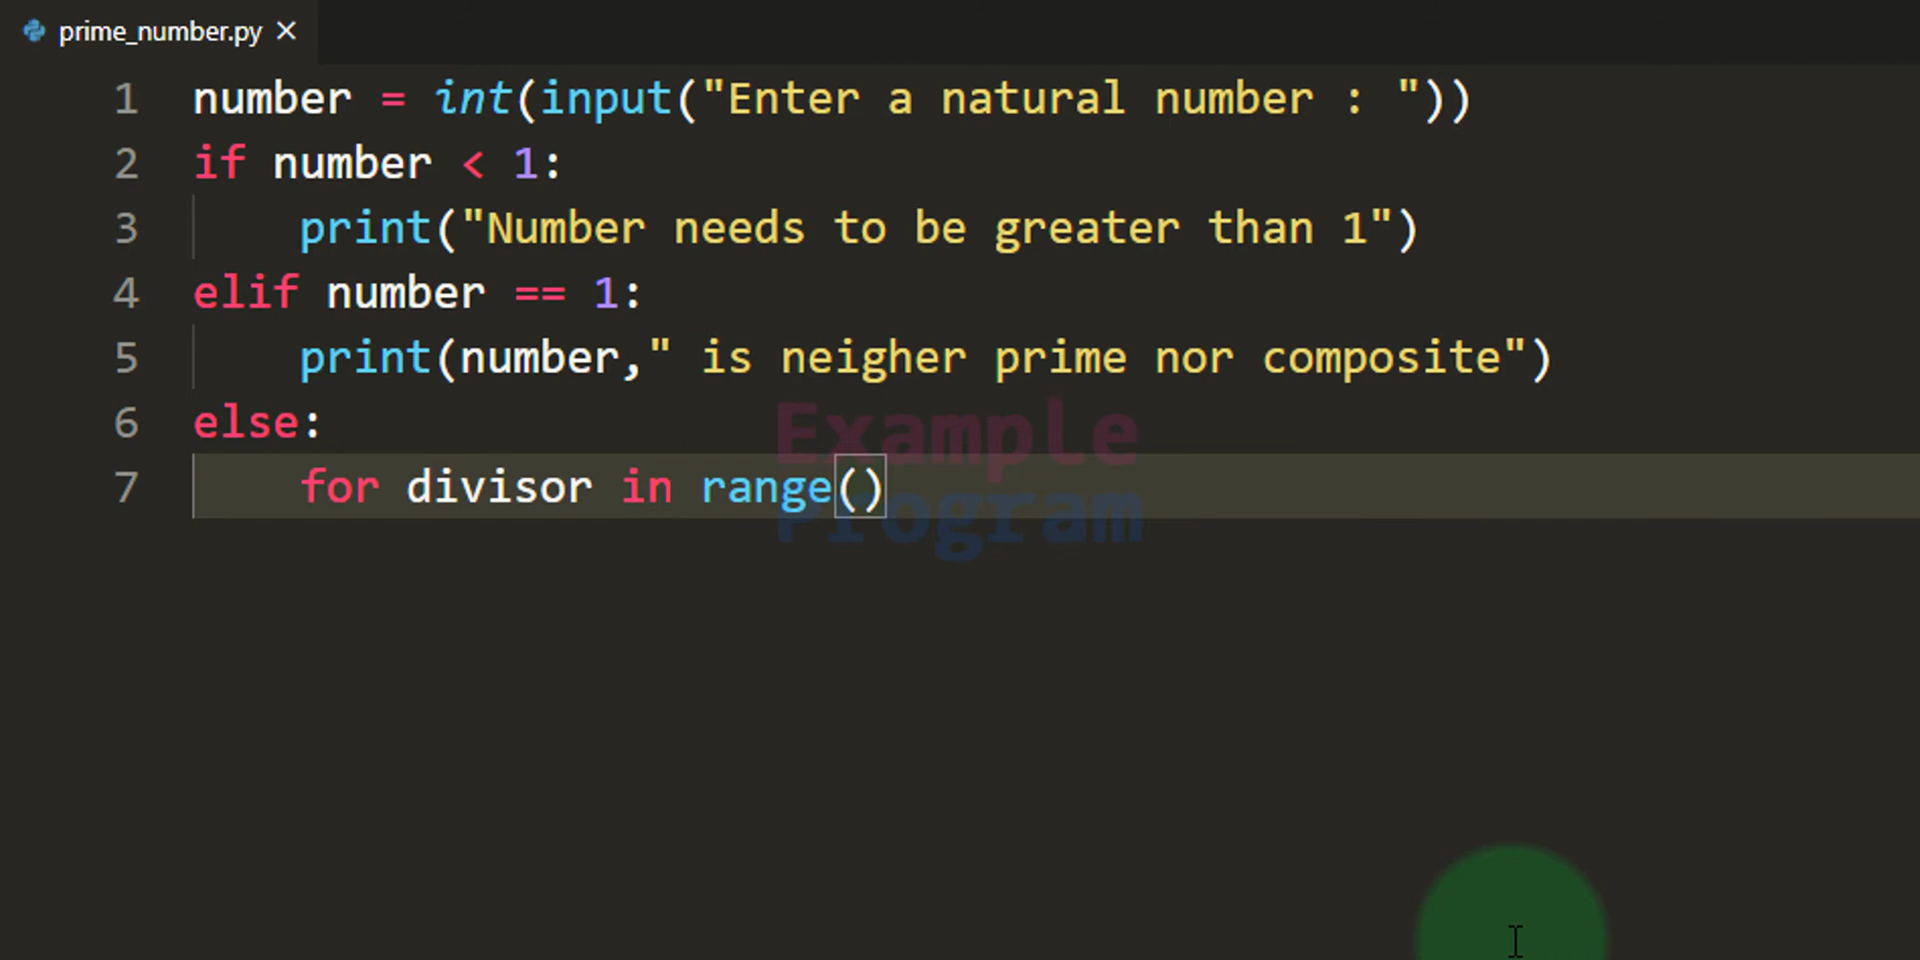 prime_number.py
1 number = int(input("Enter a natural number : "))
2 if number < 1:
3     print("Number needs to be greater than 1")
4 elif number == 1:
5     print(number," is neigher prime nor composite")
6 else:
7     for divisor in range()
Example
Program